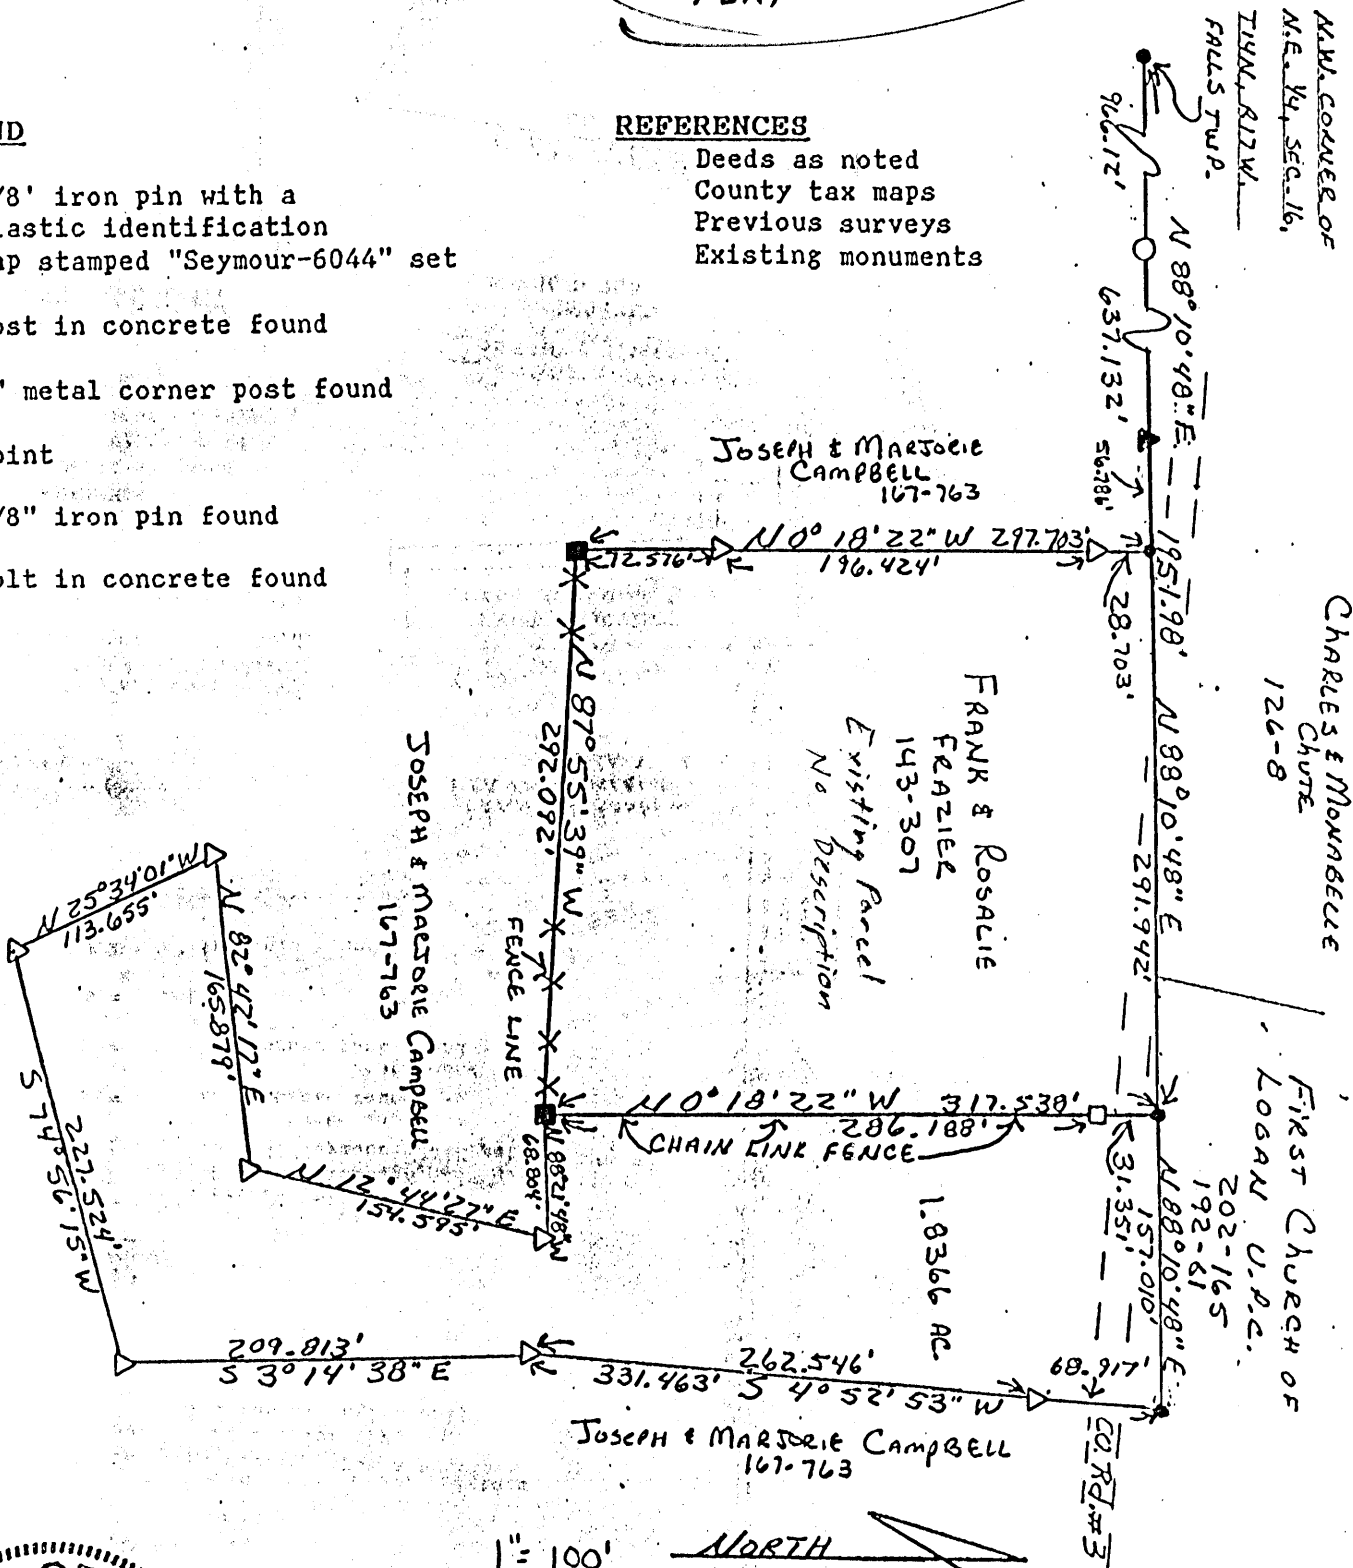 REFERENCES
Deeds as noted
County tax maps
Previous surveys
Existing monuments
ND
/8' iron pin with a
lastic identification
ap stamped "Seymour-6044" set
ost in concrete found
' metal corner post found
oint
/8" iron pin found
olt in concrete found
N.W. CORNER OF
N.E. 1/4, SEC. 16,
T14N, R17W.
FALLS TWP.
966.12'
N 88° 10' 48" E
1951.98'
637.132'
56.786'
JOSEPH & MARJORIE
CAMPBELL
167-763
N 0° 18' 22" W 297.703'
72.576'
196.424'
28.703'
CHARLES & MONABELLE
CHUTE
126-8
N 88° 10' 48" E
291.942'
FRANK & ROSALIE
FRAZIER
143-307
Existing Parcel
No Description
N 87° 55' 39" W
292.092'
FENCE LINE
JOSEPH & MARJORIE CAMPBELL
167-763
N 25° 34' 01" W
113.655'
N 82° 42' 17" E
165.879'
N 12° 44' 27" E
154.595'
N 88° 21' 48" W
68.804'
N 0° 18' 22" W 317.538'
286.188'
CHAIN LINK FENCE
31.351'
FIRST CHURCH OF
LOGAN U.P.C.
202-165
192-61
N 88° 10' 48" E
157.010'
1.8366 AC.
S 74° 56' 15" W
227.524'
209.813'
S 3° 14' 38" E
262.546'
331.463' S 4° 52' 53" W
68.917'
CO. Rd. #3
JOSEPH & MARJORIE CAMPBELL
167-763
1"= 100'
NORTH